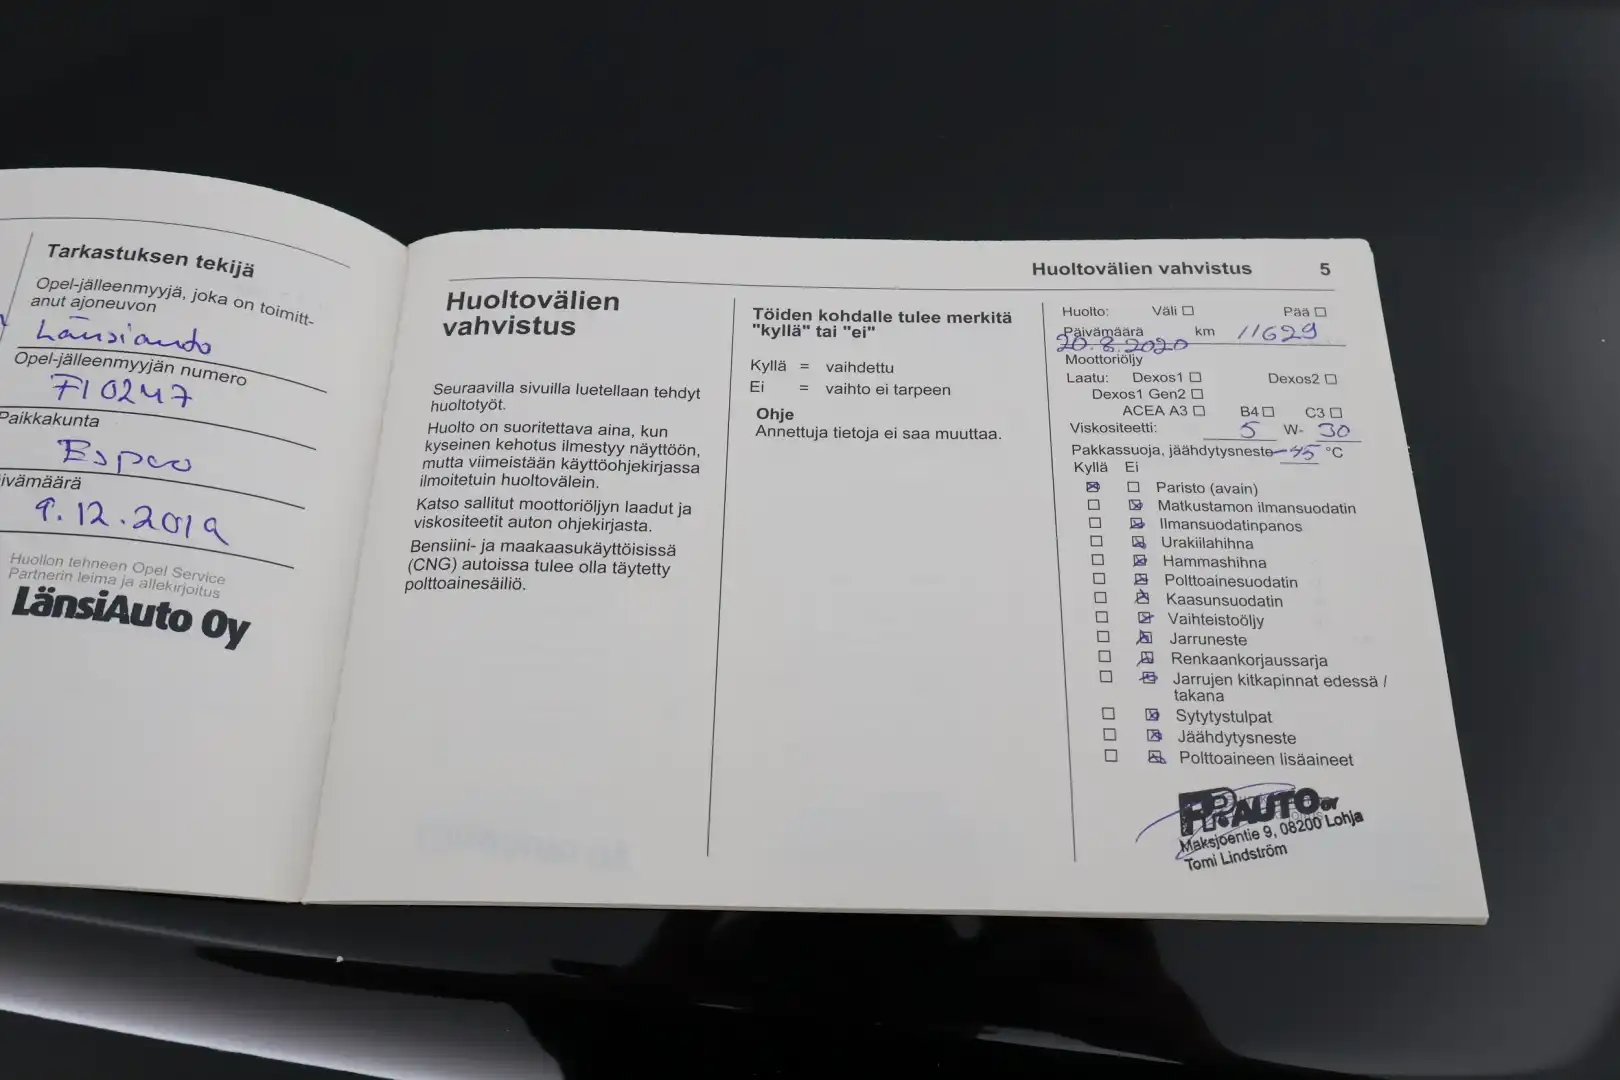 Tarkastuksen tekijä
Opel-jälleenmyyjä, joka on toimitt-
anut ajoneuvon
Länsiauto
Opel-jälleenmyyjän numero
FI 0247
Paikkakunta
Espoo
ivämäärä
9.12.2019
Huollon tehneen Opel Service
Partnerin leima ja allekirjoitus
LänsiAuto Oy
Huoltovälien vahvistus 5
Huoltovälien
vahvistus
Seuraavilla sivuilla luetellaan tehdyt
huoltotyöt.
Huolto on suoritettava aina, kun
kyseinen kehotus ilmestyy näyttöön,
mutta viimeistään käyttöohjekirjassa
ilmoitetuin huoltovälein.
Katso sallitut moottoriöljyn laadut ja
viskositeetit auton ohjekirjasta.
Bensiini- ja maakaasukäyttöisissä
(CNG) autoissa tulee olla täytetty
polttoainesäiliö.
Töiden kohdalle tulee merkitä
"kyllä" tai "ei"
Kyllä = vaihdettu
Ei = vaihto ei tarpeen
Ohje
Annettuja tietoja ei saa muuttaa.
Huolto: Väli ☐ Pää ☐
Päivämäärä km 11629
20.8.2020
Moottoriöljy
Laatu: Dexos1 ☐ Dexos2 ☐
Dexos1 Gen2 ☐
ACEA A3 ☐ B4 ☐ C3 ☐
Viskositeetti: 5 W- 30
Pakkassuoja, jäähdytysneste -45 °C
Kyllä Ei
☒ ☐ Paristo (avain)
☐ ☒ Matkustamon ilmansuodatin
☐ ☒ Ilmansuodatinpanos
☐ ☒ Urakiilahihna
☐ ☒ Hammashihna
☐ ☒ Polttoainesuodatin
☐ ☒ Kaasunsuodatin
☐ ☒ Vaihteistoöljy
☐ ☒ Jarruneste
☐ ☒ Renkaankorjaussarja
☐ ☒ Jarrujen kitkapinnat edessä /
takana
☐ ☒ Sytytystulpat
☐ ☒ Jäähdytysneste
☐ ☒ Polttoaineen lisäaineet
PR.AUTO OY
Maksjoentie 9, 08200 Lohja
Tomi Lindström